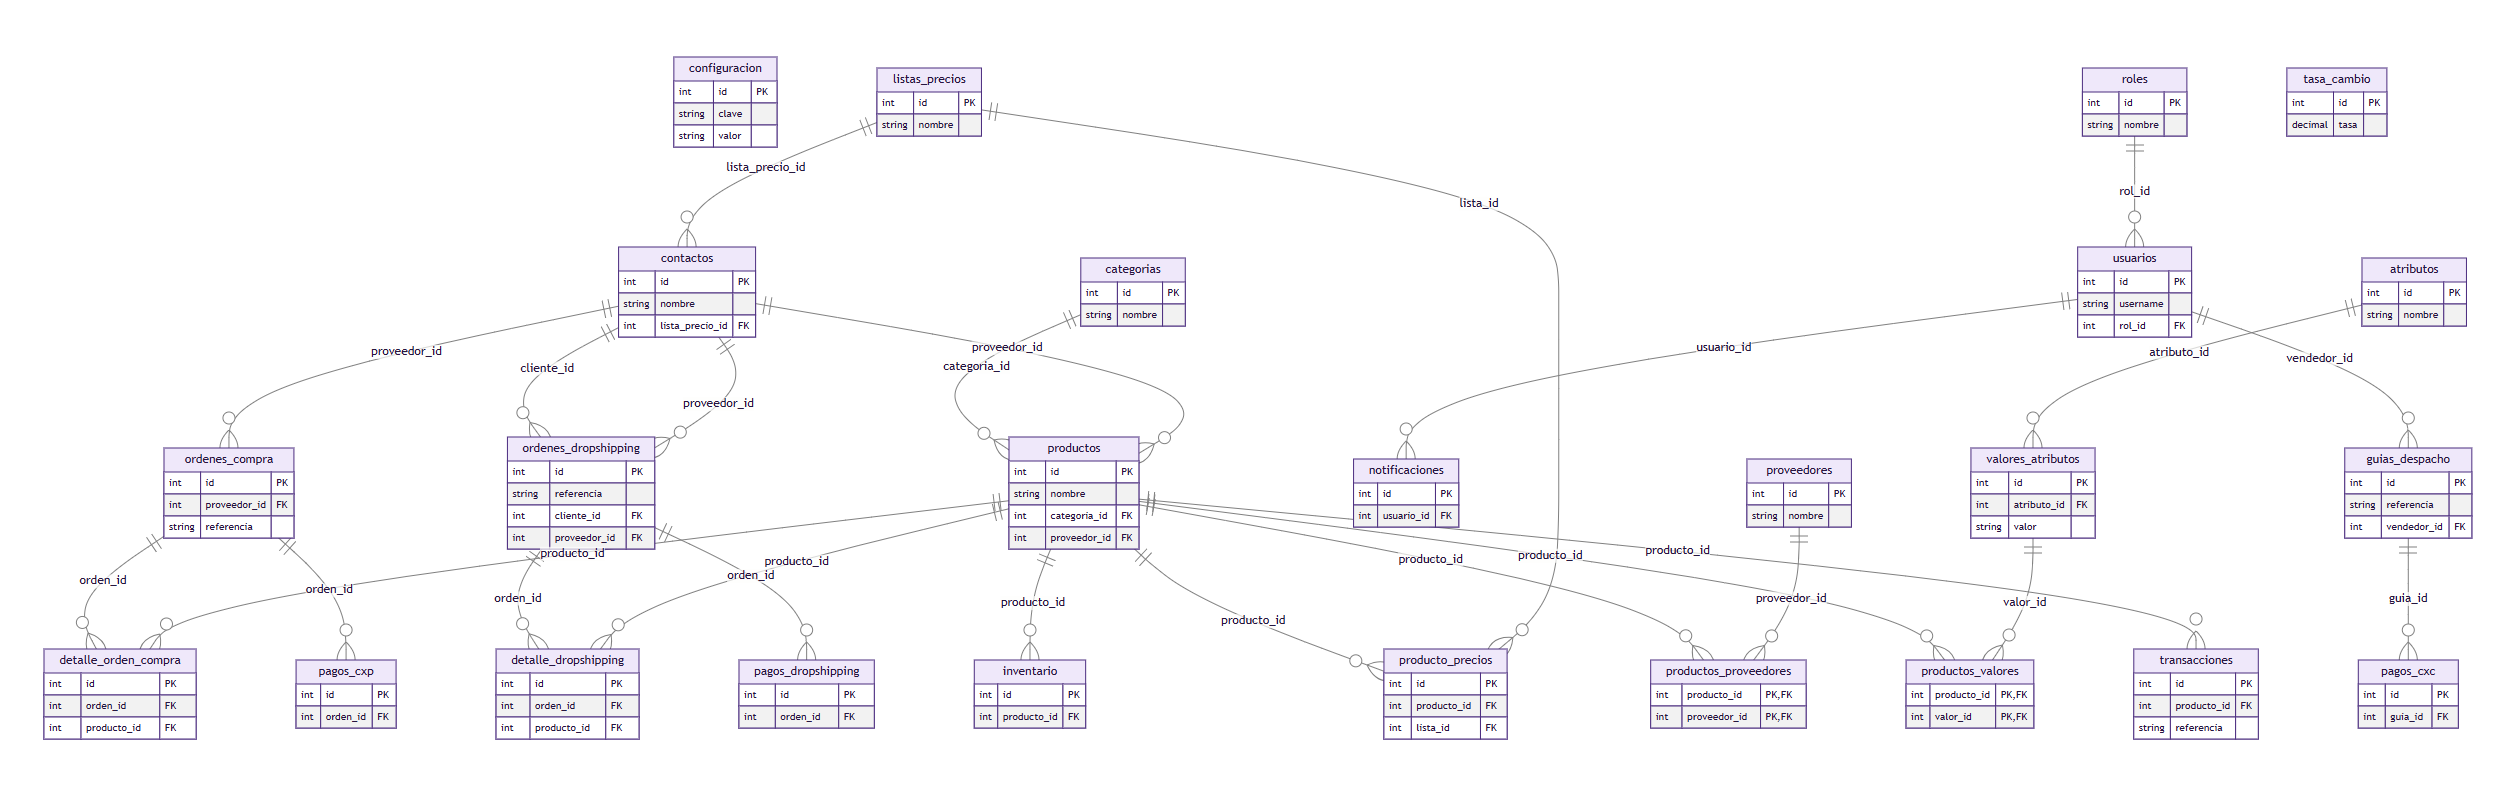 configuracion
int id PK
string clave
string valor
listas_precios
int id PK
string nombre
roles
int id PK
string nombre
tasa_cambio
int id PK
decimal tasa
lista_precio_id
lista_id
rol_id
contactos
int id PK
string nombre
int lista_precio_id FK
categorias
int id PK
string nombre
usuarios
int id PK
string username
int rol_id FK
atributos
int id PK
string nombre
proveedor_id
cliente_id
proveedor_id
proveedor_id
categoria_id
usuario_id
atributo_id
vendedor_id
ordenes_compra
int id PK
int proveedor_id FK
string referencia
ordenes_dropshipping
int id PK
string referencia
int cliente_id FK
int proveedor_id FK
productos
int id PK
string nombre
int categoria_id FK
int proveedor_id FK
notificaciones
int id PK
int usuario_id FK
proveedores
int id PK
string nombre
valores_atributos
int id PK
int atributo_id FK
string valor
guias_despacho
int id PK
string referencia
int vendedor_id FK
orden_id
orden_id
producto_id
orden_id
orden_id
producto_id
producto_id
producto_id
producto_id
producto_id
producto_id
proveedor_id
valor_id
guia_id
detalle_orden_compra
int id PK
int orden_id FK
int producto_id FK
pagos_cxp
int id PK
int orden_id FK
detalle_dropshipping
int id PK
int orden_id FK
int producto_id FK
pagos_dropshipping
int id PK
int orden_id FK
inventario
int id PK
int producto_id FK
producto_precios
int id PK
int producto_id FK
int lista_id FK
productos_proveedores
int producto_id PK,FK
int proveedor_id PK,FK
productos_valores
int producto_id PK,FK
int valor_id PK,FK
transacciones
int id PK
int producto_id FK
string referencia
pagos_cxc
int id PK
int guia_id FK